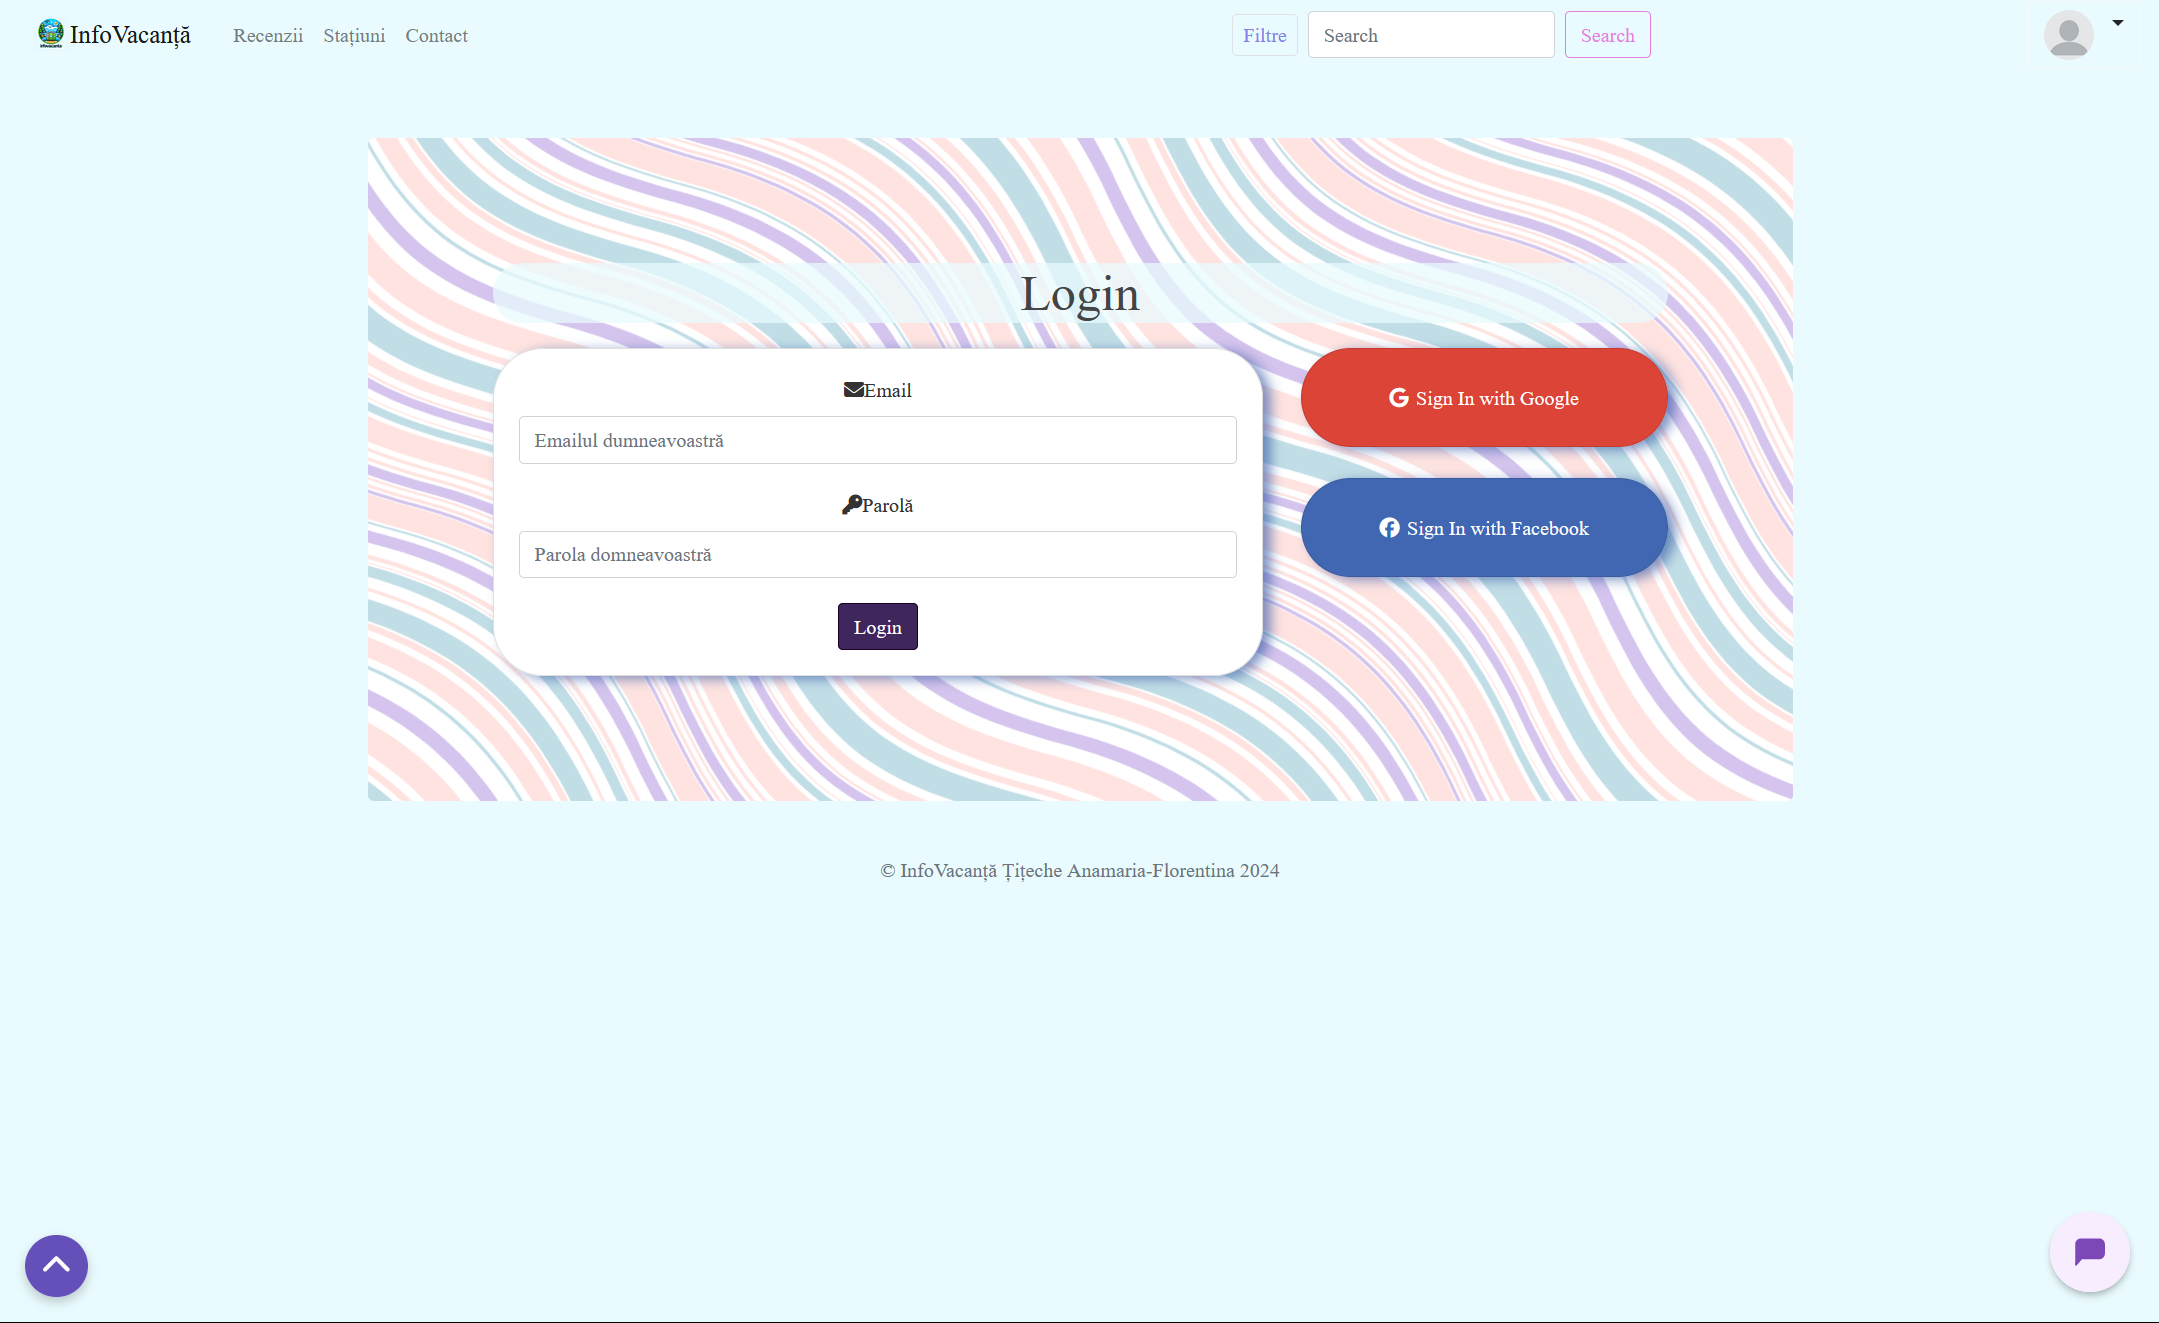 InfoVacanță Recenzii Stațiuni Contact Filtre Search Search
Login
Email
Emailul dumneavoastră
Parolă
Parola domneavoastră
Login
Sign In with Google
Sign In with Facebook
© InfoVacanță Țițeche Anamaria-Florentina 2024